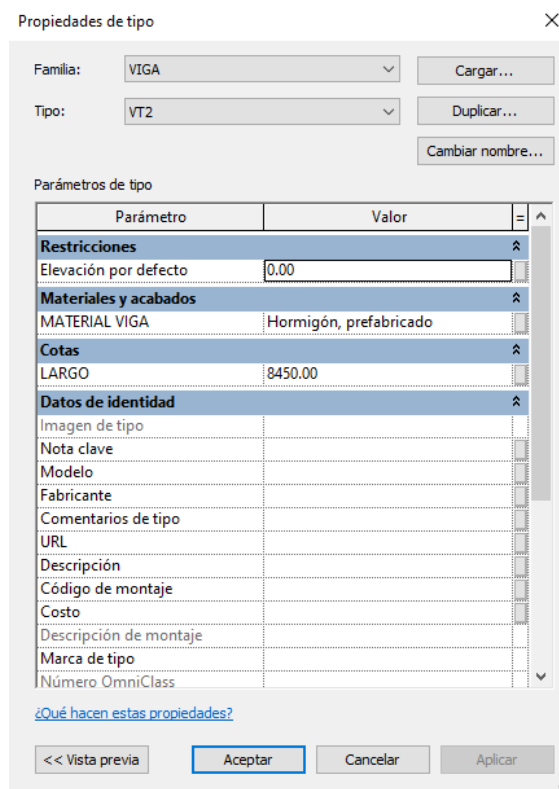 Propiedades de tipo
Familia: VIGA Cargar...
Tipo: VT2 Duplicar...
Cambiar nombre...
Parámetros de tipo
Parámetro Valor =
Restricciones
Elevación por defecto 0.00
Materiales y acabados
MATERIAL VIGA Hormigón, prefabricado
Cotas
LARGO 8450.00
Datos de identidad
Imagen de tipo
Nota clave
Modelo
Fabricante
Comentarios de tipo
URL
Descripción
Código de montaje
Costo
Descripción de montaje
Marca de tipo
Número OmniClass
¿Qué hacen estas propiedades?
<< Vista previa Aceptar Cancelar Aplicar